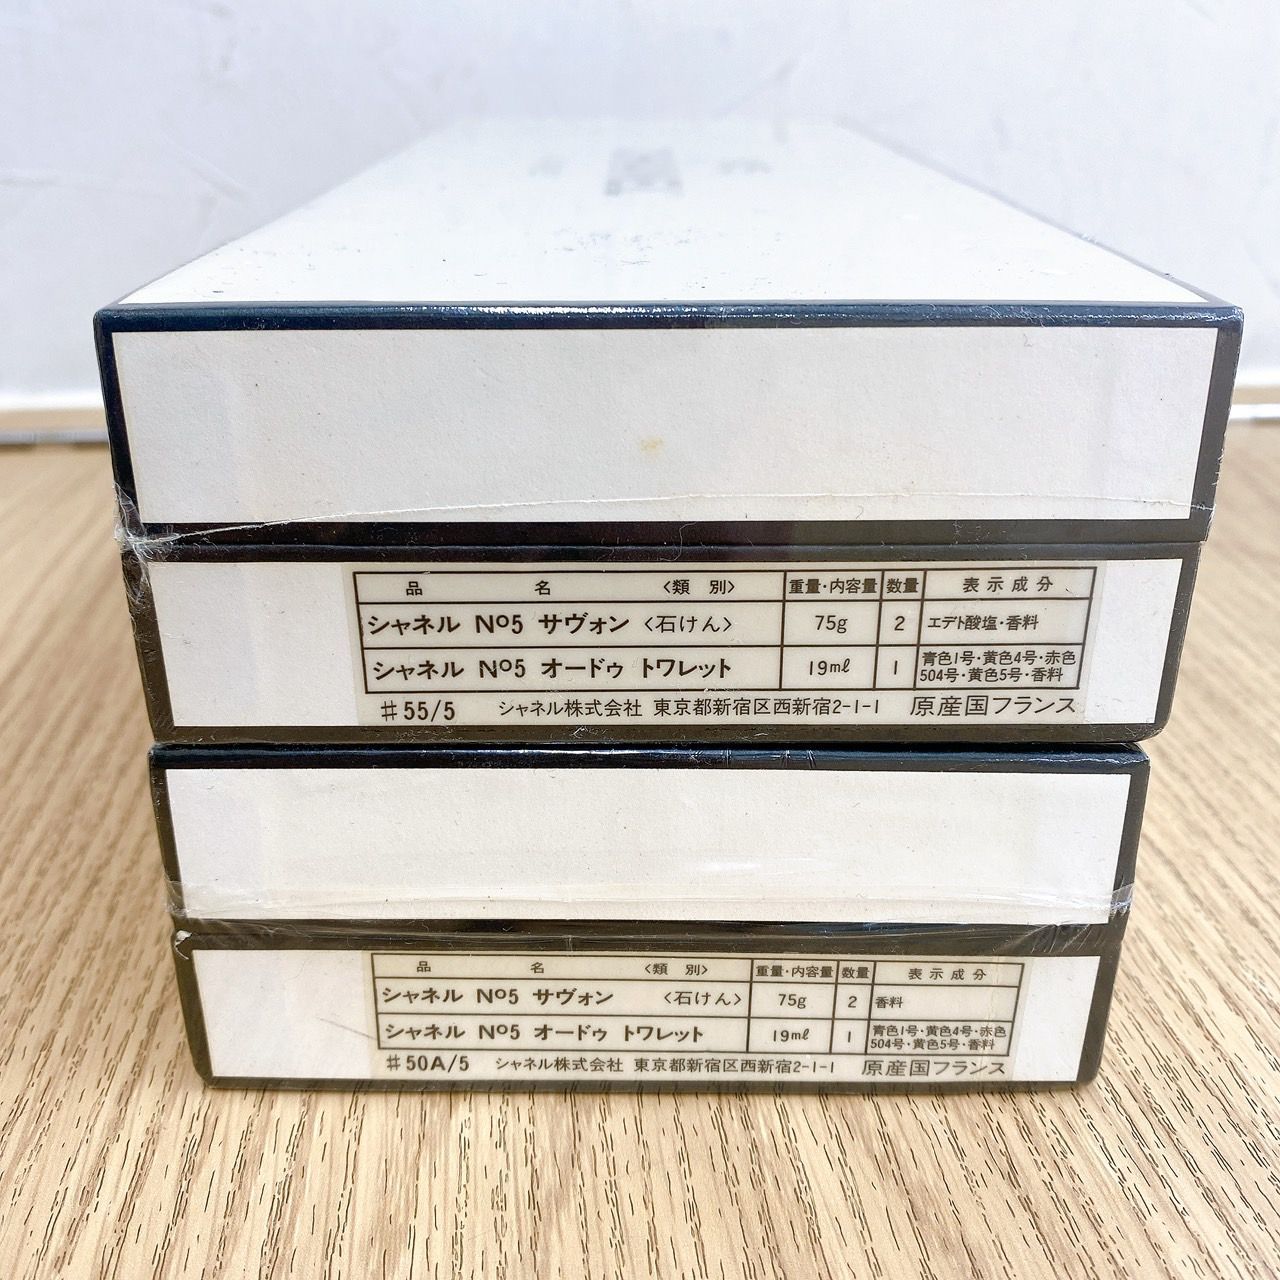 品 名 〈類 別〉 重量・内容量 数量 表示成分
シャネル Nº5 サヴォン 〈石けん〉 75g 2 エデト酸塩・香料
シャネル Nº5 オードゥ トワレット 19mℓ 1 青色1号・黄色4号・赤色
504号・黄色5号・香料
♯55/5 シャネル株式会社 東京都新宿区西新宿2-1-1 原産国フランス
品 名 〈類 別〉 重量・内容量 数量 表示成分
シャネル Nº5 サヴォン 〈石けん〉 75g 2 香料
シャネル Nº5 オードゥ トワレット 19mℓ 1 青色1号・黄色4号・赤色
504号・黄色5号・香料
♯50A/5 シャネル株式会社 東京都新宿区西新宿2-1-1 原産国フランス